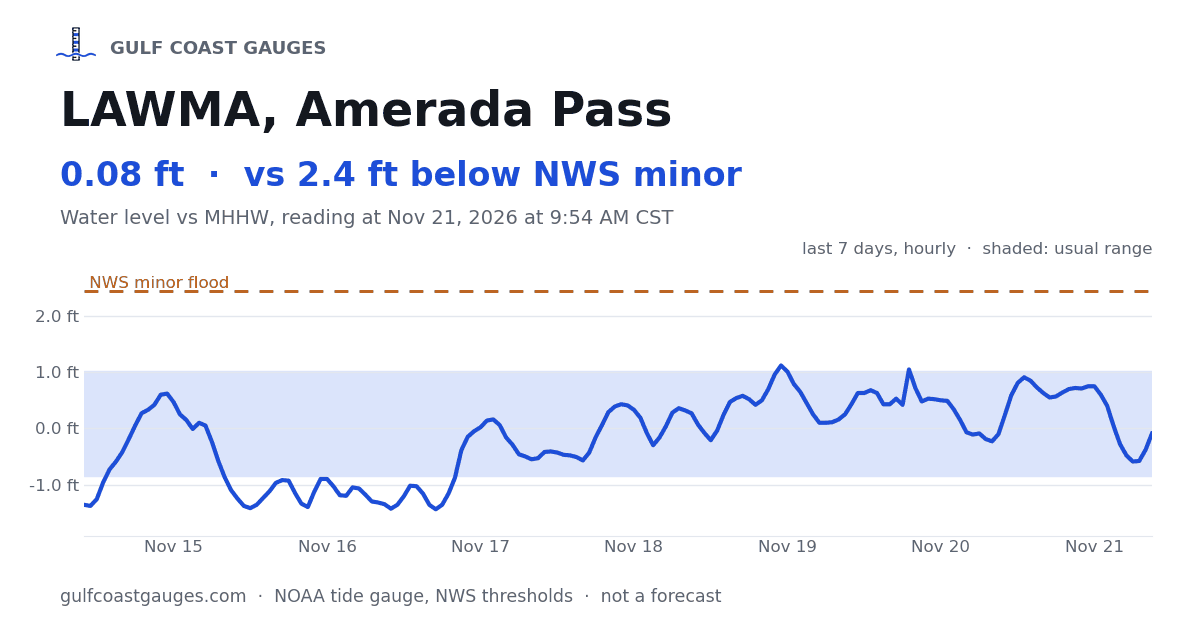 GULF COAST GAUGES
LAWMA, Amerada Pass
0.08 ft · vs 2.4 ft below NWS minor
Water level vs MHHW, reading at Nov 21, 2026 at 9:54 AM CST
last 7 days, hourly · shaded: usual range
NWS minor flood
2.0 ft
1.0 ft
0.0 ft
-1.0 ft
Nov 15 Nov 16 Nov 17 Nov 18 Nov 19 Nov 20 Nov 21
gulfcoastgauges.com · NOAA tide gauge, NWS thresholds · not a forecast